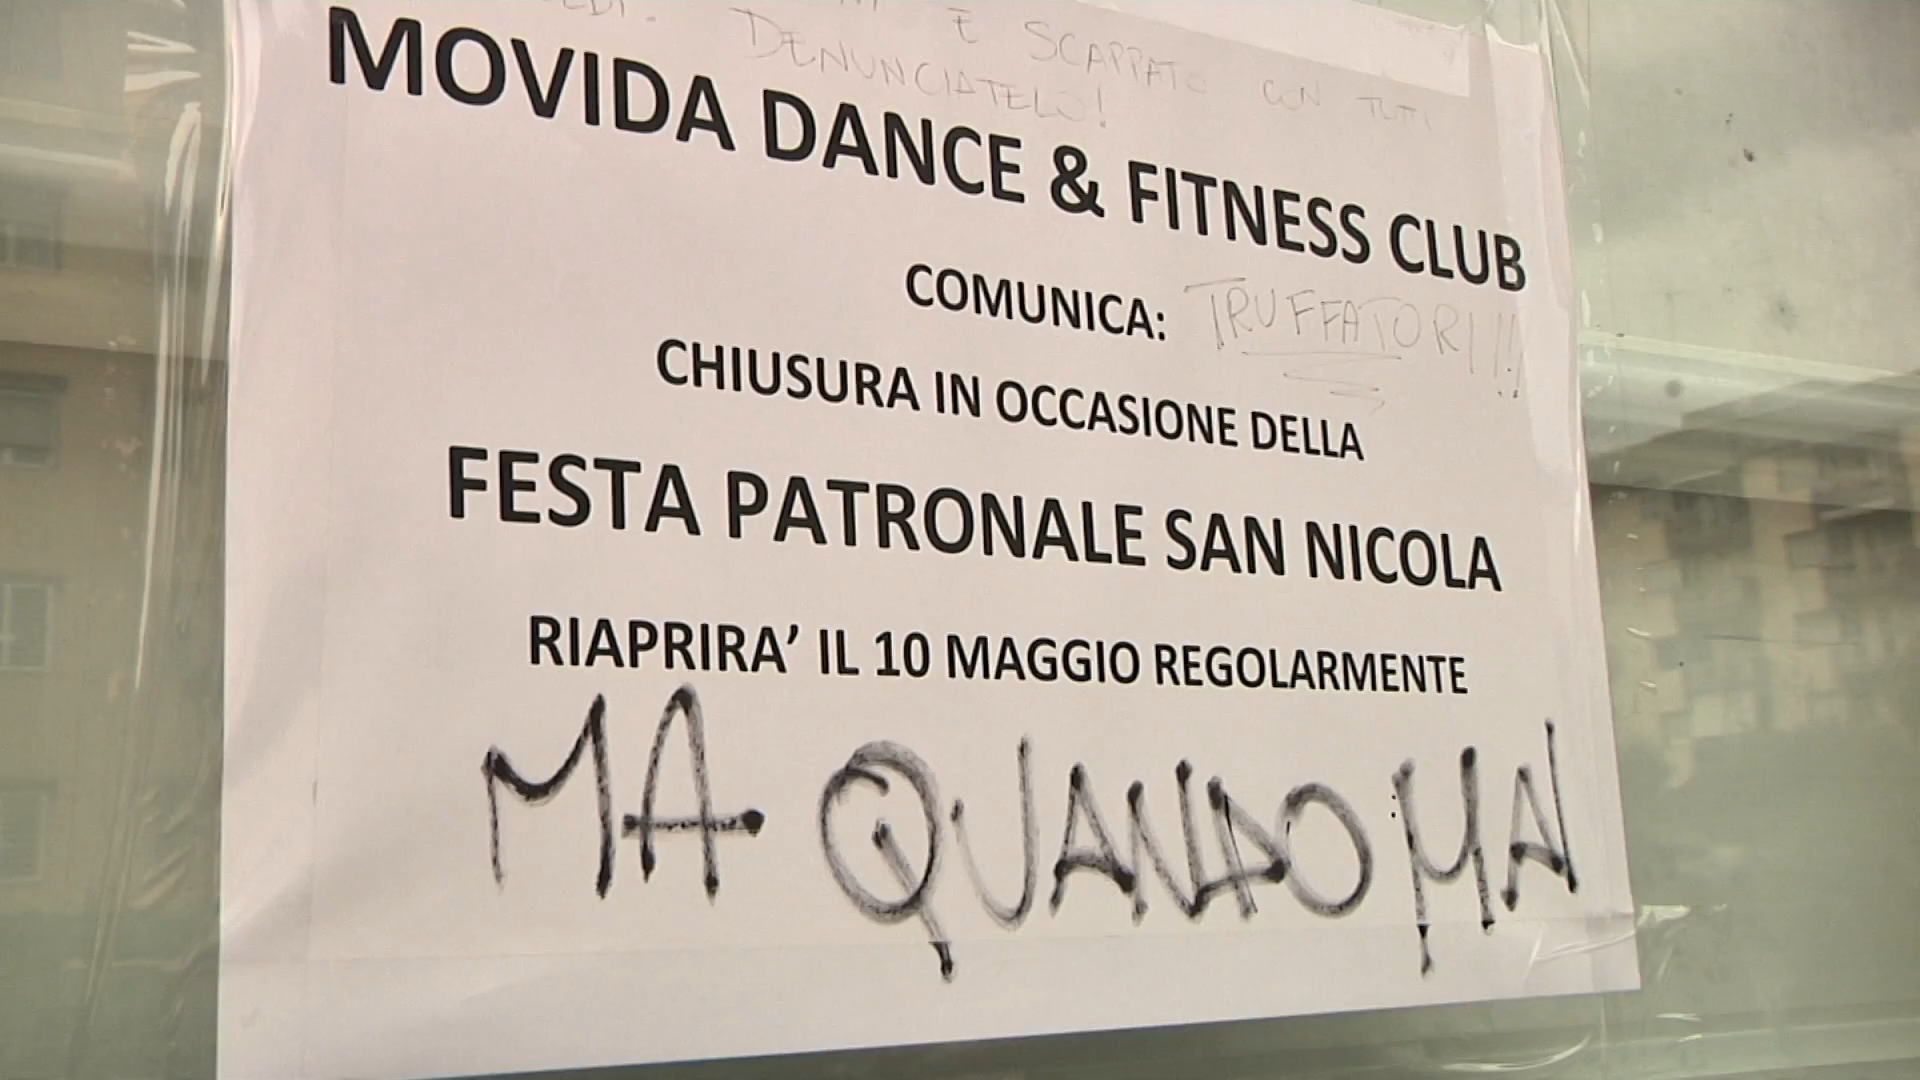 E SCAPPATO CON TUTTI
DENUNCIATELO!
MOVIDA DANCE & FITNESS CLUB
COMUNICA: TRUFFATORI!!!
CHIUSURA IN OCCASIONE DELLA
FESTA PATRONALE SAN NICOLA
RIAPRIRA' IL 10 MAGGIO REGOLARMENTE
MA QUANDO MAI